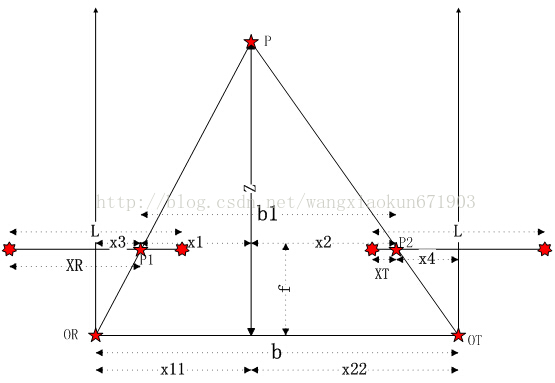 P
Z
http://blog.csdn.net/wangxiaokun671903
b1
L
L
x3
x1
x2
P2
P1
x4
XR
XT
f
OR
OT
b
x11
x22